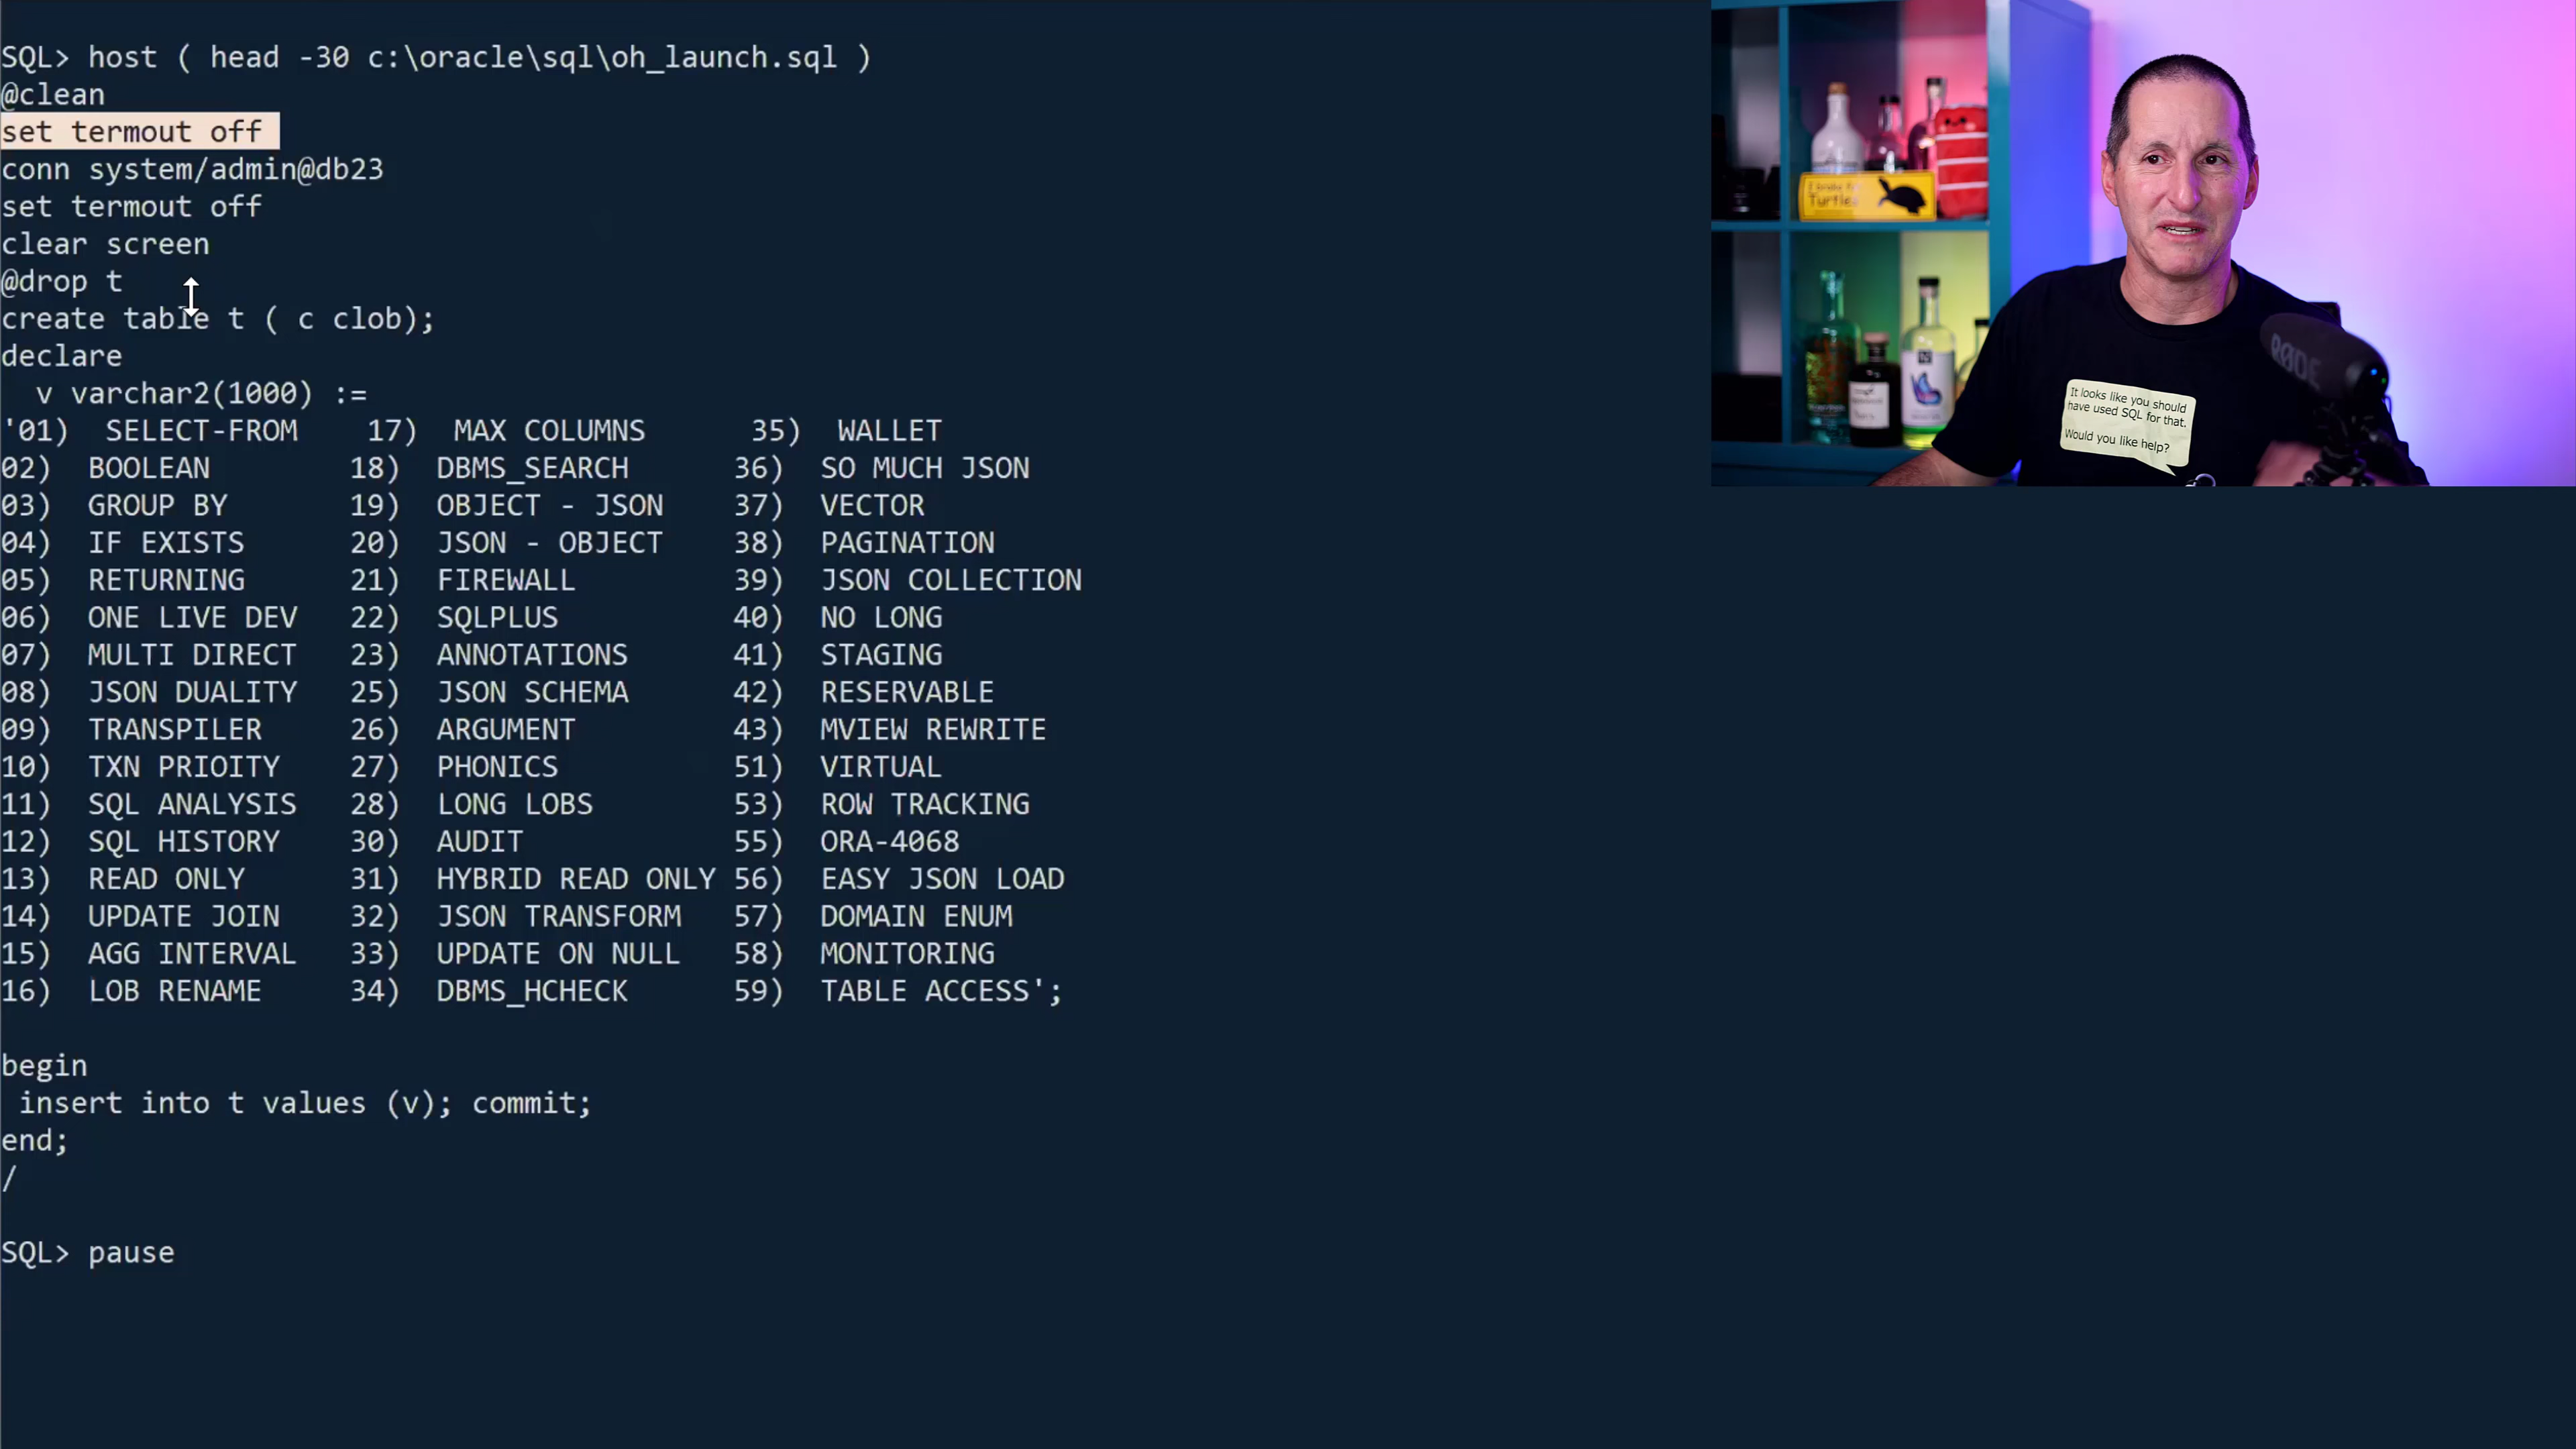 SQL> host ( head -30 c:\oracle\sql\oh_launch.sql )
@clean
set termout off
conn system/admin@db23
set termout off
clear screen
@drop t
create table t ( c clob);
declare
  v varchar2(1000) :=
'01)  SELECT-FROM    17)  MAX COLUMNS      35)  WALLET
02)  BOOLEAN        18)  DBMS_SEARCH      36)  SO MUCH JSON
03)  GROUP BY       19)  OBJECT - JSON    37)  VECTOR
04)  IF EXISTS      20)  JSON - OBJECT    38)  PAGINATION
05)  RETURNING      21)  FIREWALL         39)  JSON COLLECTION
06)  ONE LIVE DEV   22)  SQLPLUS          40)  NO LONG
07)  MULTI DIRECT   23)  ANNOTATIONS      41)  STAGING
08)  JSON DUALITY   25)  JSON SCHEMA      42)  RESERVABLE
09)  TRANSPILER     26)  ARGUMENT         43)  MVIEW REWRITE
10)  TXN PRIOITY    27)  PHONICS          51)  VIRTUAL
11)  SQL ANALYSIS   28)  LONG LOBS        53)  ROW TRACKING
12)  SQL HISTORY    30)  AUDIT            55)  ORA-4068
13)  READ ONLY      31)  HYBRID READ ONLY 56)  EASY JSON LOAD
14)  UPDATE JOIN    32)  JSON TRANSFORM   57)  DOMAIN ENUM
15)  AGG INTERVAL   33)  UPDATE ON NULL   58)  MONITORING
16)  LOB RENAME     34)  DBMS_HCHECK      59)  TABLE ACCESS';
begin
 insert into t values (v); commit;
end;
/
SQL> pause
Turtles
RØDE
It looks like you should
have used SQL for that.
Would you like help?